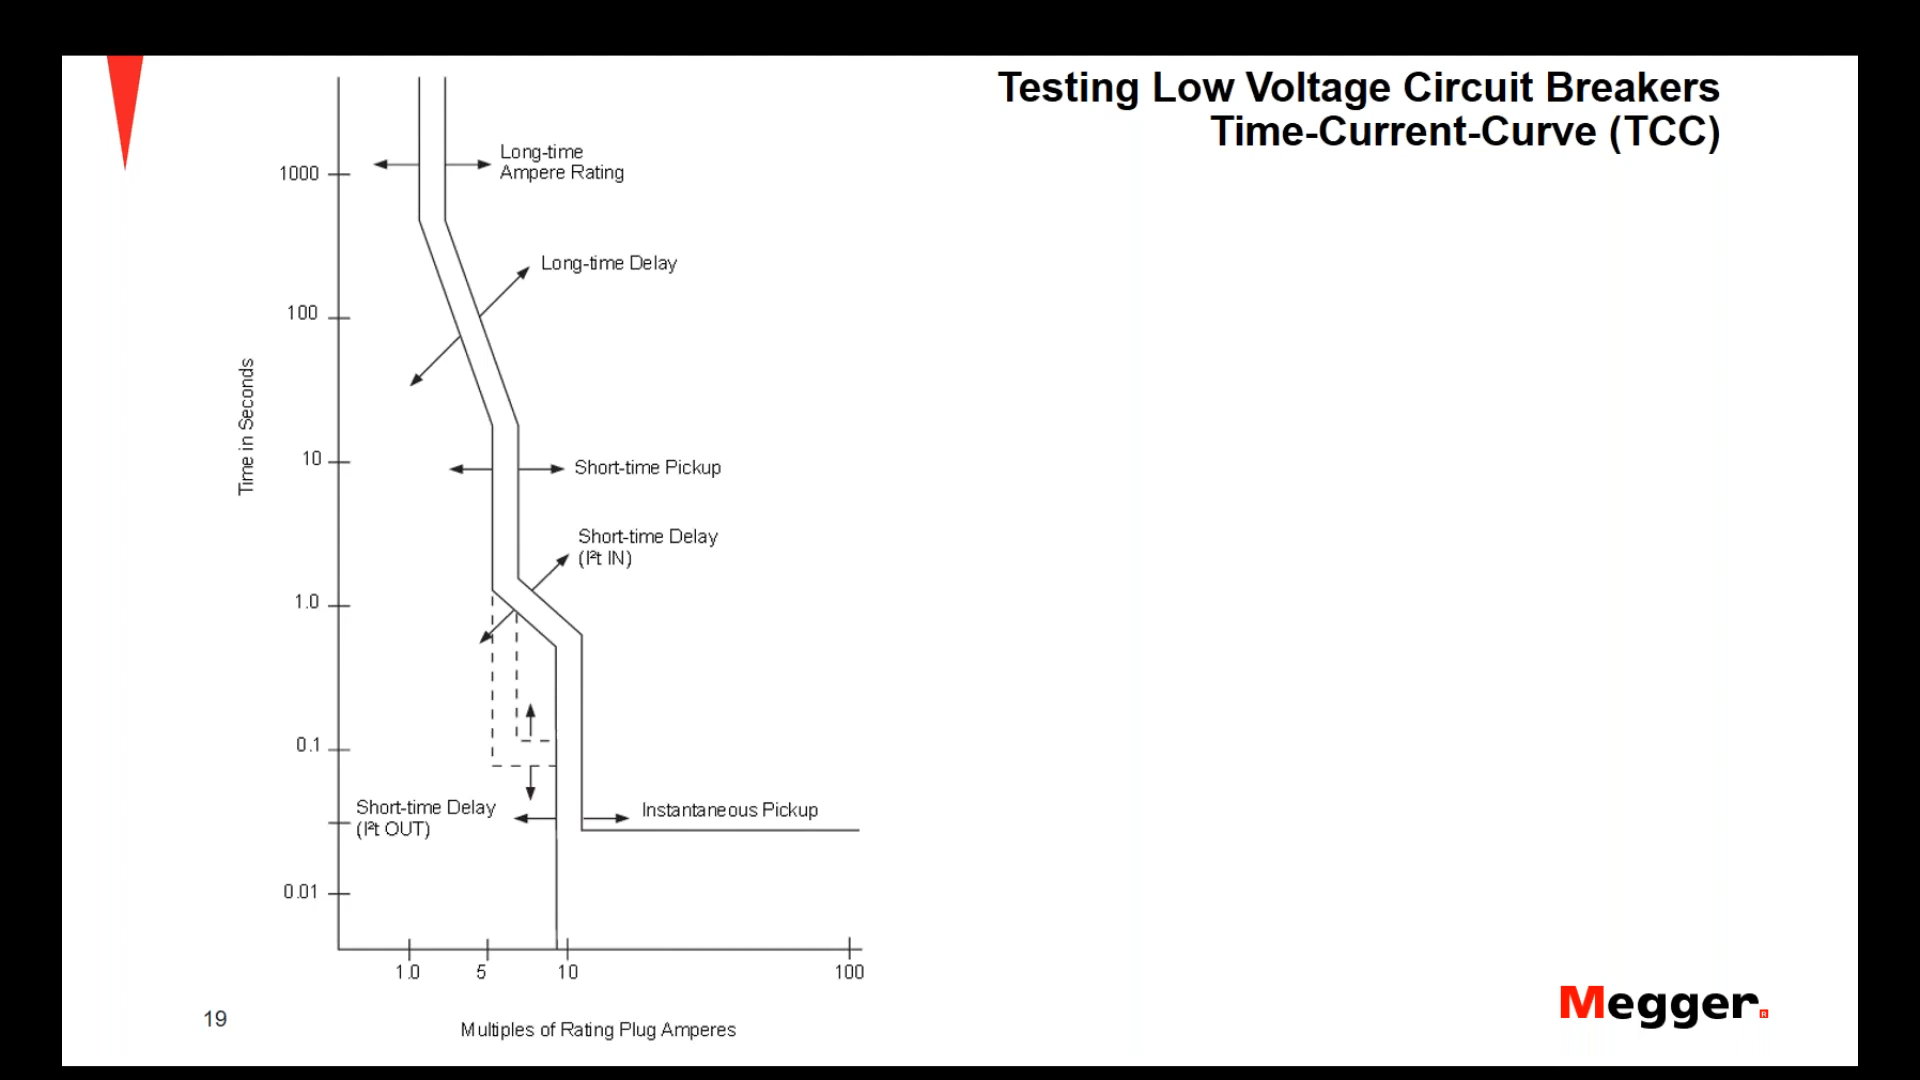 Testing Low Voltage Circuit Breakers
Time-Current-Curve (TCC)
Long-time
Ampere Rating
1000
Long-time Delay
100
Time in Seconds
10
Short-time Pickup
Short-time Delay
(I²t IN)
1.0
0.1
Short-time Delay
(I²t OUT)
Instantaneous Pickup
0.01
1.0
5
10
100
Multiples of Rating Plug Amperes
19
Megger®